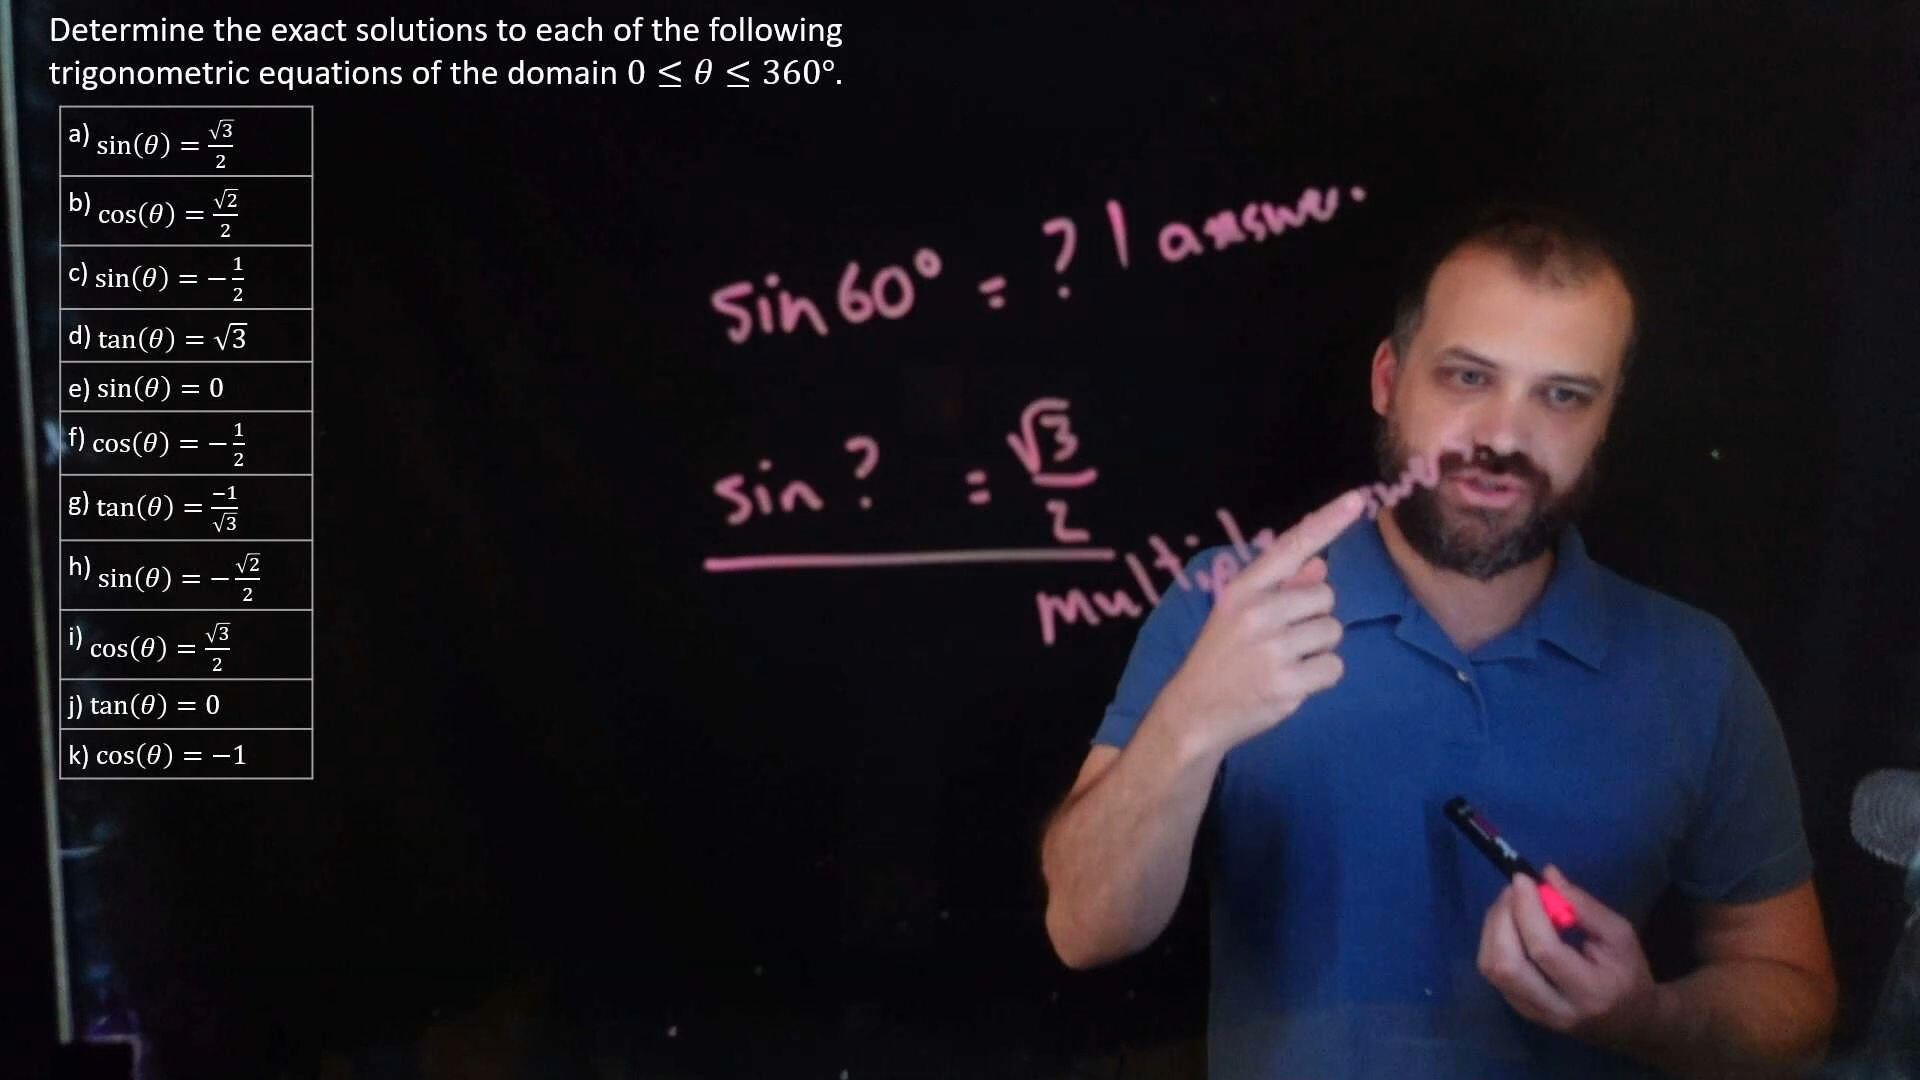 Determine the exact solutions to each of the following
trigonometric equations of the domain 0 ≤ θ ≤ 360°.
a) sin(θ) = √3/2
b) cos(θ) = √2/2
c) sin(θ) = −1/2
d) tan(θ) = √3
e) sin(θ) = 0
f) cos(θ) = −1/2
g) tan(θ) = −1/√3
h) sin(θ) = −√2/2
i) cos(θ) = √3/2
j) tan(θ) = 0
k) cos(θ) = −1
sin 60° = ? 1 answer.
sin ? = √3/2